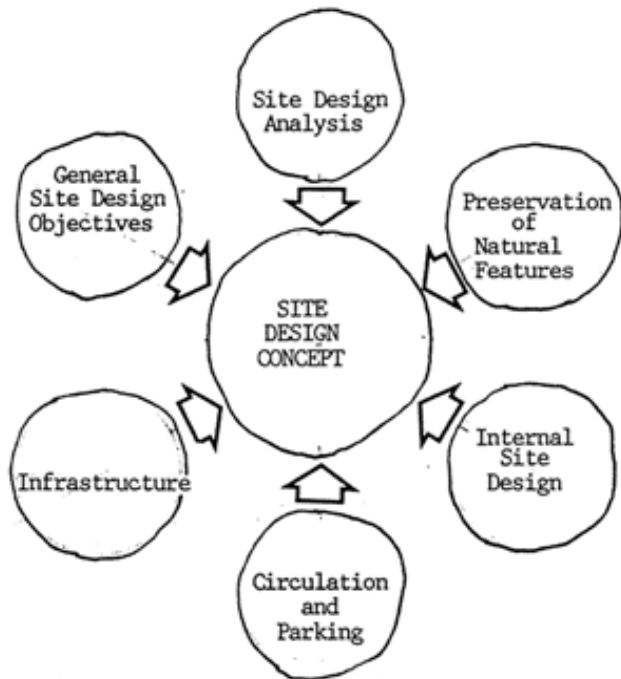 Site Design
Analysis
General
Site Design
Objectives
Preservation
of
Natural
Features
SITE
DESIGN
CONCEPT
Infrastructure
Internal
Site
Design
Circulation
and
Parking